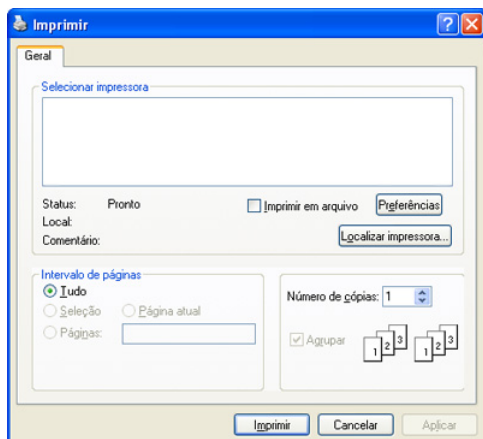 Imprimir
Geral
Selecionar impressora
Status: Pronto
Imprimir em arquivo
Preferências
Local:
Comentário:
Localizar impressora...
Intervalo de páginas
Tudo
Seleção Página atual
Páginas:
Número de cópias: 1
Agrupar
1 2 3 1 2 3
Imprimir Cancelar Aplicar